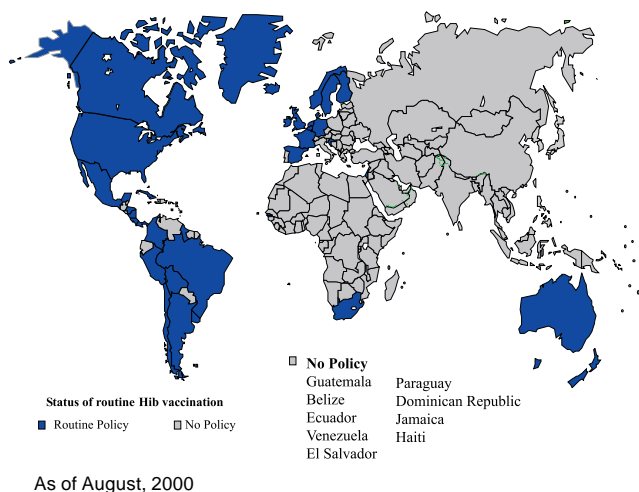 No Policy
Guatemala Paraguay
Belize Dominican Republic
Ecuador Jamaica
Venezuela Haiti
El Salvador
Status of routine Hib vaccination
Routine Policy No Policy
As of August, 2000